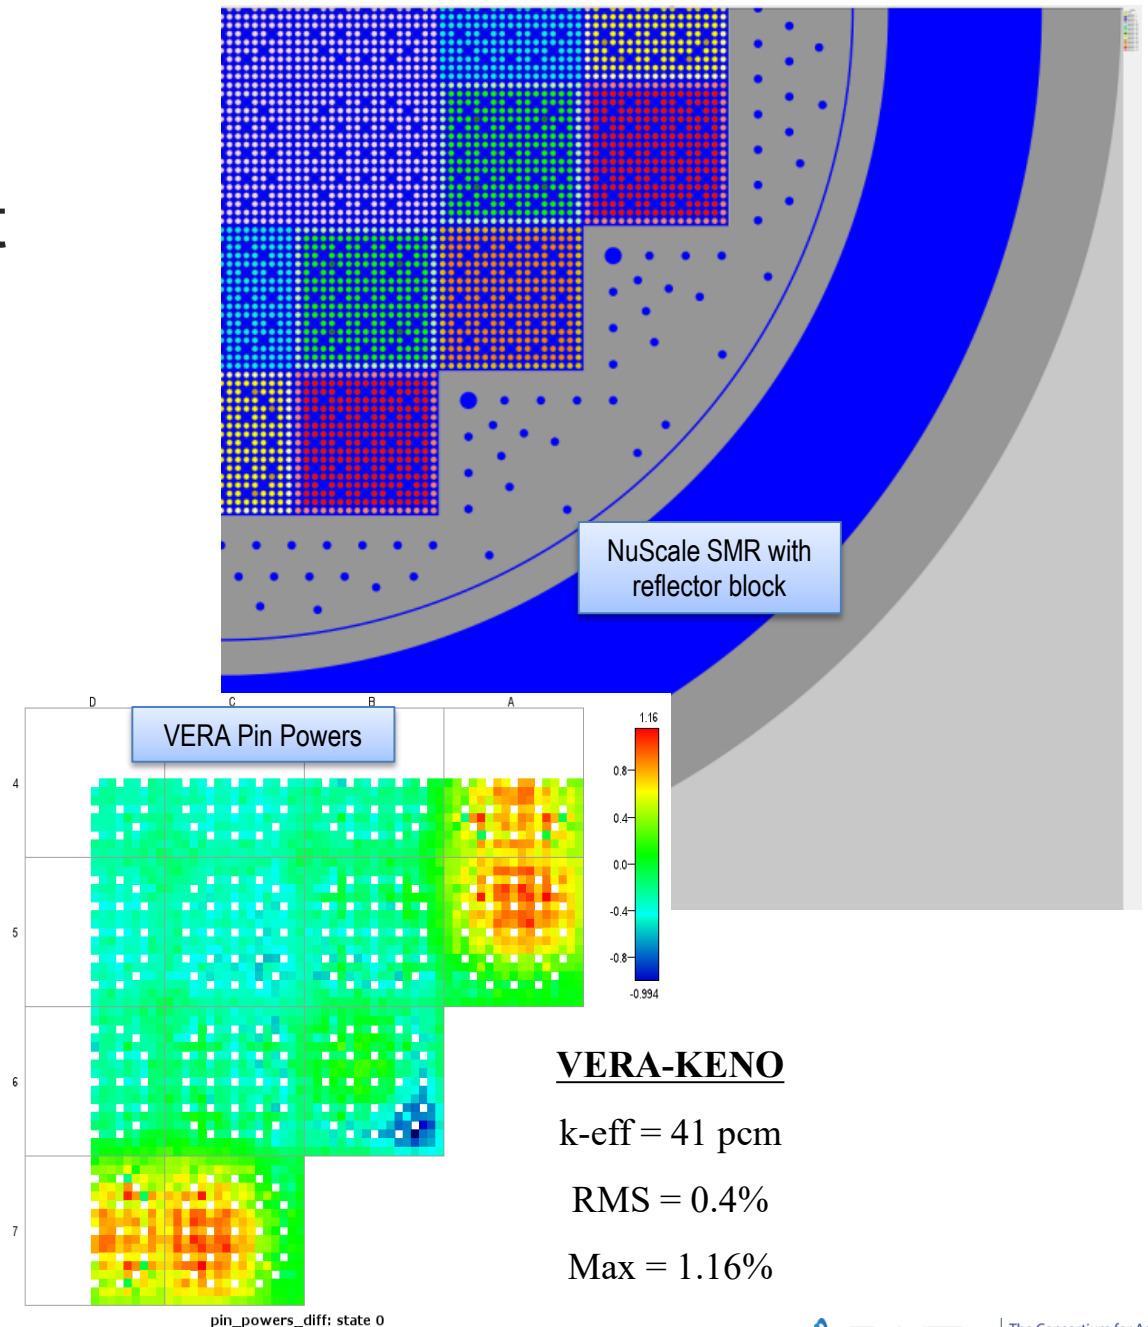 NuScale SMR with
reflector block
D C B A
VERA Pin Powers
1.16
4
0.8
0.4
0.0
5
-0.4
-0.8
-0.994
VERA-KENO
6
k-eff = 41 pcm
RMS = 0.4%
7
Max = 1.16%
pin_powers_diff: state 0